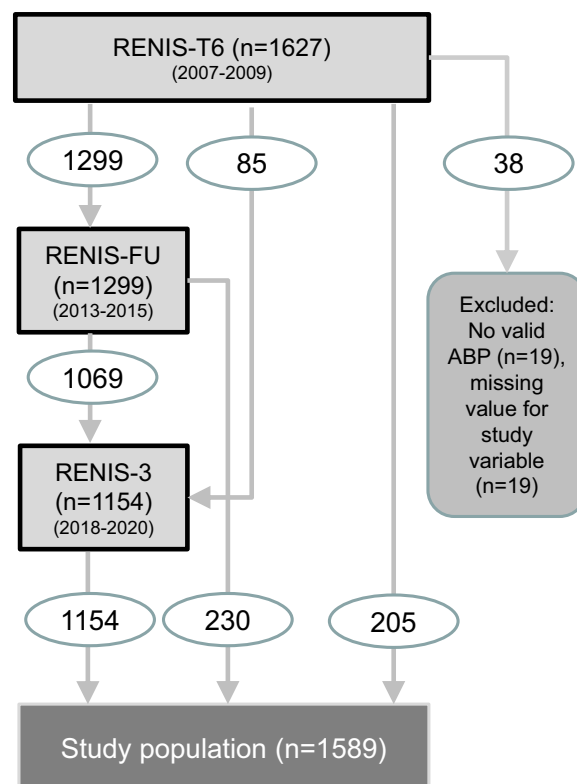 RENIS-T6 (n=1627)
(2007-2009)
1299
85
38
RENIS-FU
(n=1299)
(2013-2015)
Excluded:
No valid
ABP (n=19),
missing
value for
study
variable
(n=19)
1069
RENIS-3
(n=1154)
(2018-2020)
1154
230
205
Study population (n=1589)